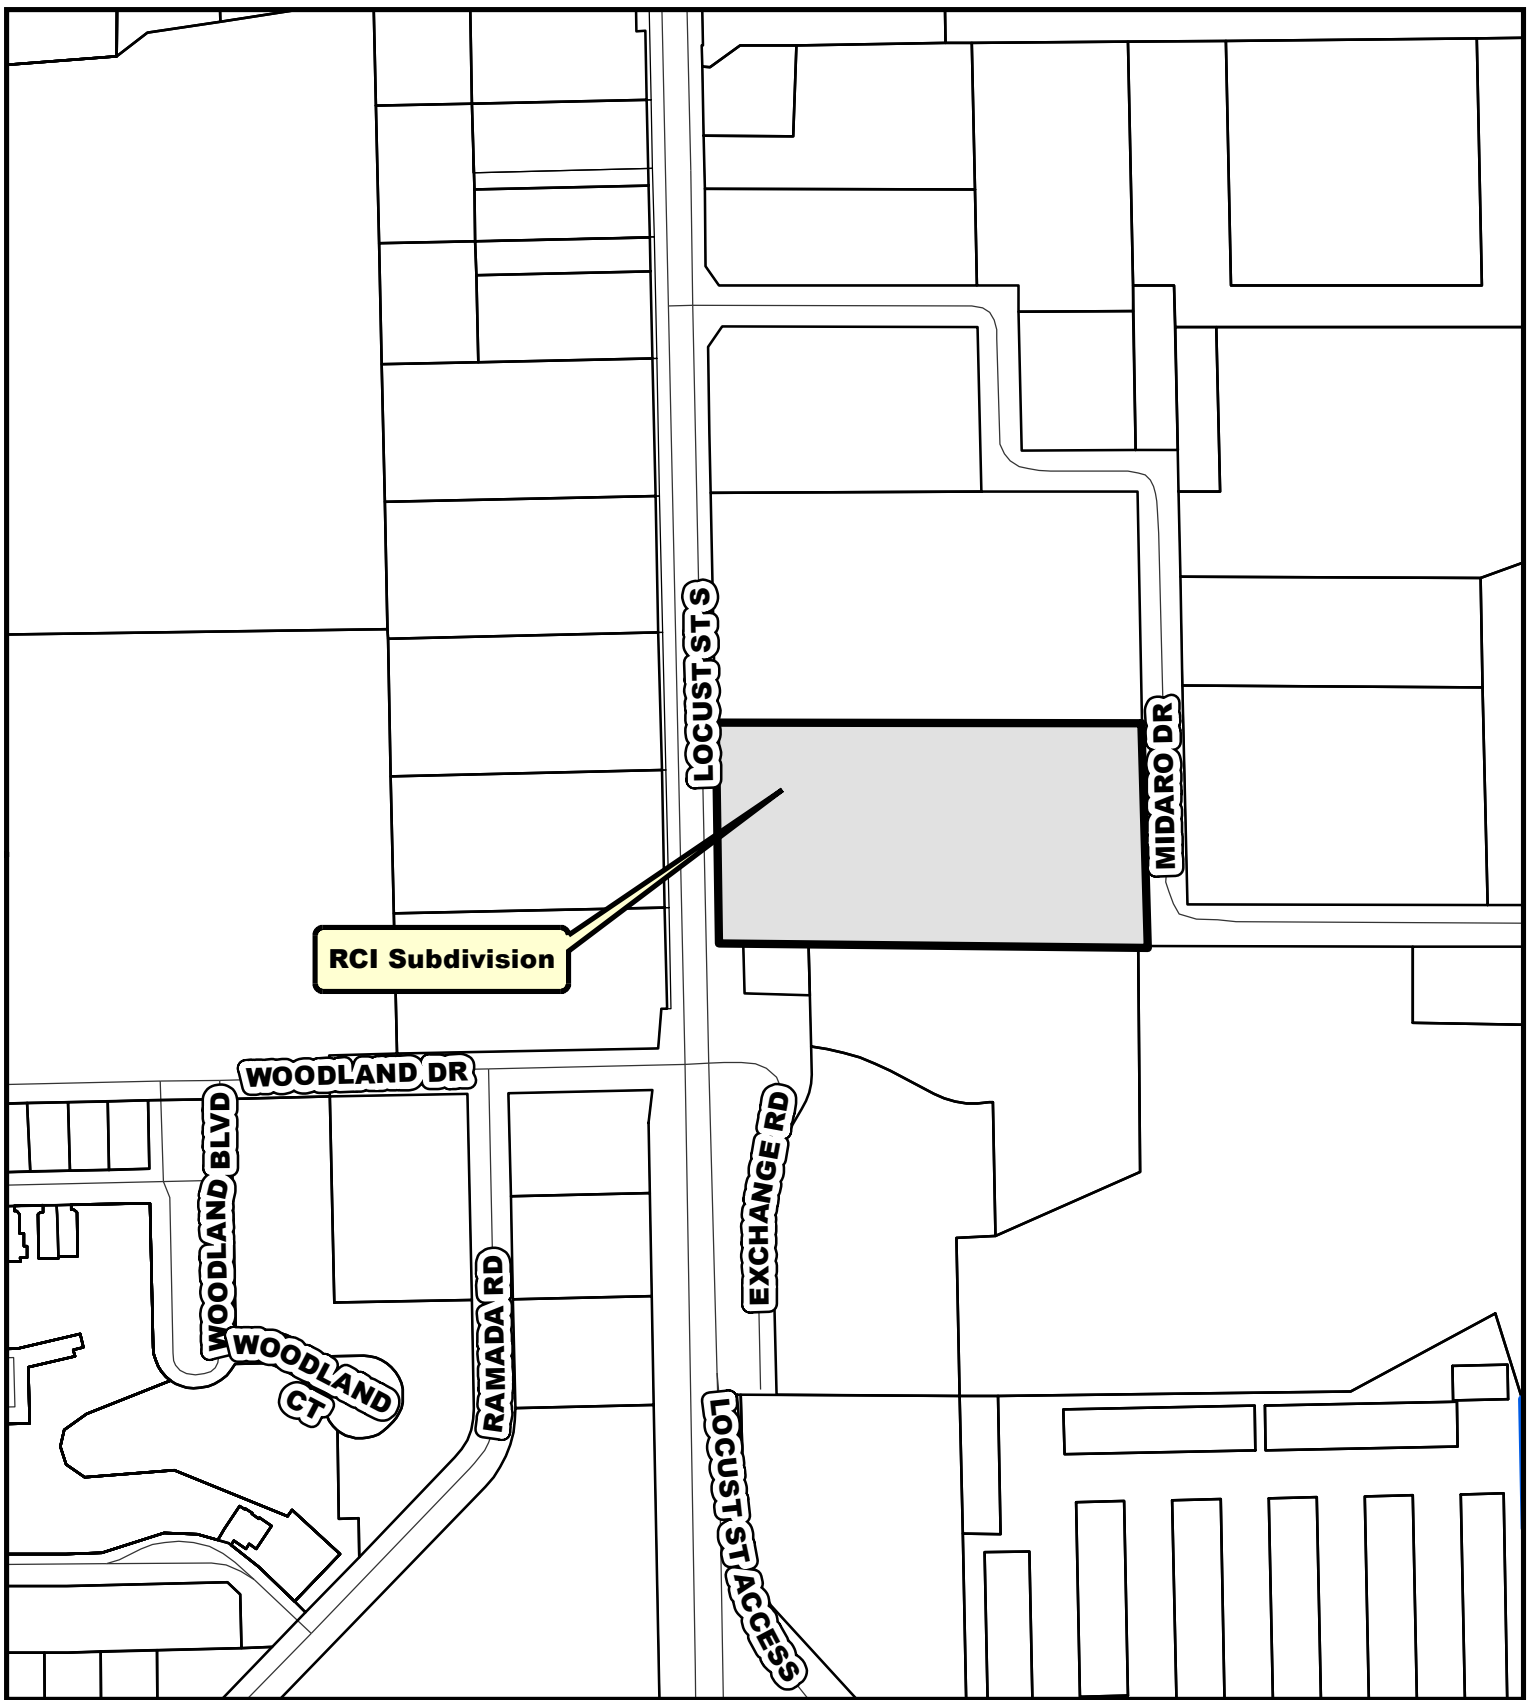 LOCUST ST S
MIDARO DR
RCI Subdivision
WOODLAND DR
WOODLAND BLVD
EXCHANGE RD
RAMADA RD
WOODLAND
CT
LOCUST ST ACCESS